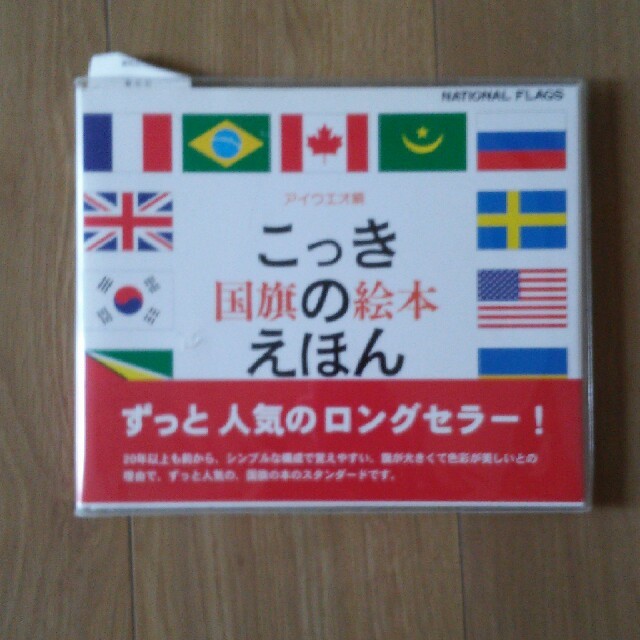 NATIONAL FLAGS
アイウエオ順
こっき
国旗の絵本
えほん
ずっと人気のロングセラー！
20年以上も前から、シンプルな構成で覚えやすい、旗が大きくて色彩が美しいとの
理由で、ずっと人気の、国旗の本のスタンダードです。